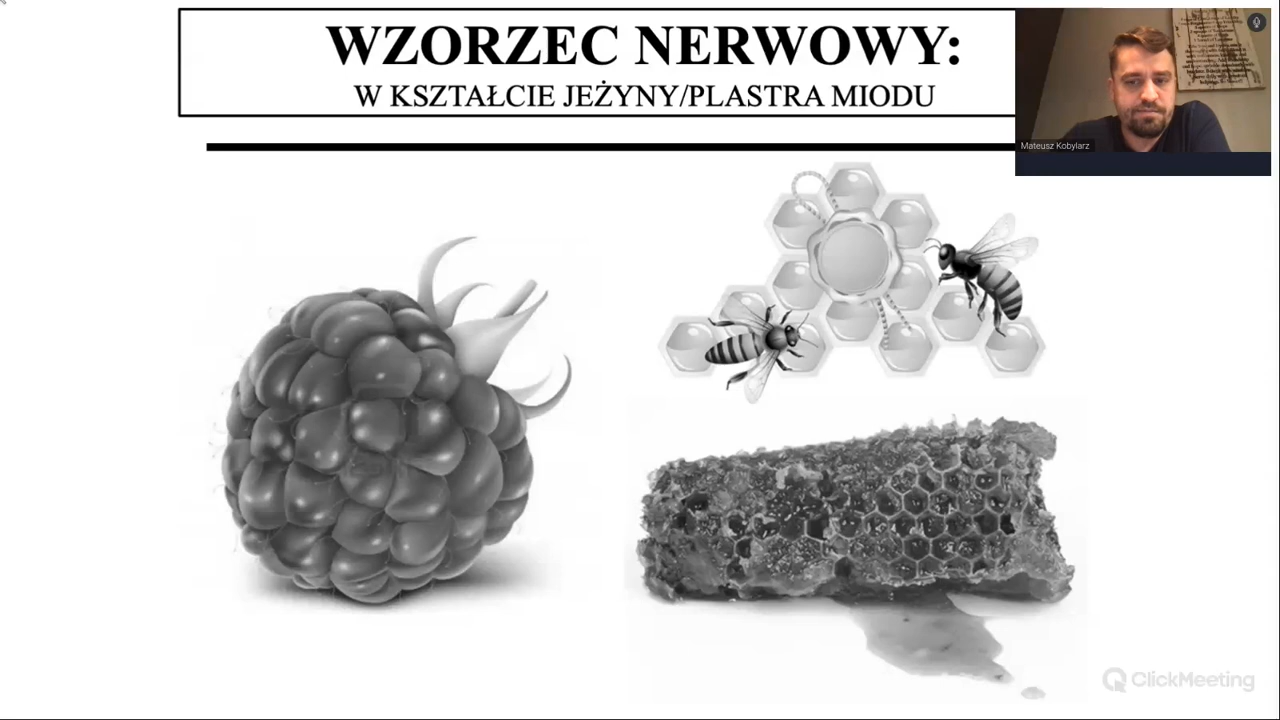 WZORZEC NERWOWY:
W KSZTAŁCIE JEŻYNY/PLASTRA MIODU
Mateusz Kobylarz
ClickMeeting